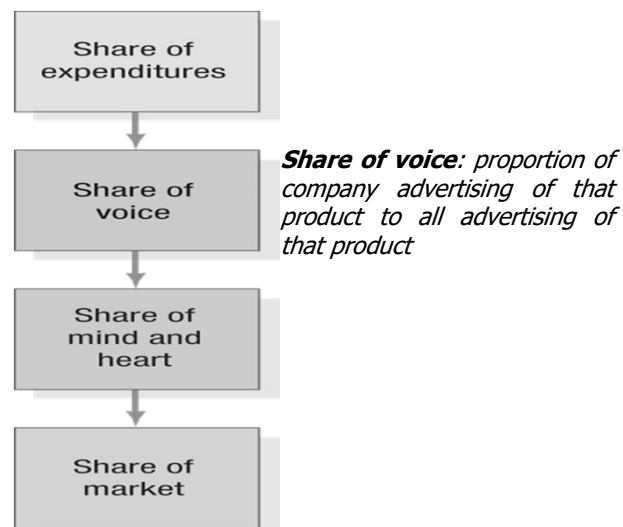 Share of
expenditures
Share of
voice
Share of voice: proportion of
company advertising of that
product to all advertising of
that product
Share of
mind and
heart
Share of
market